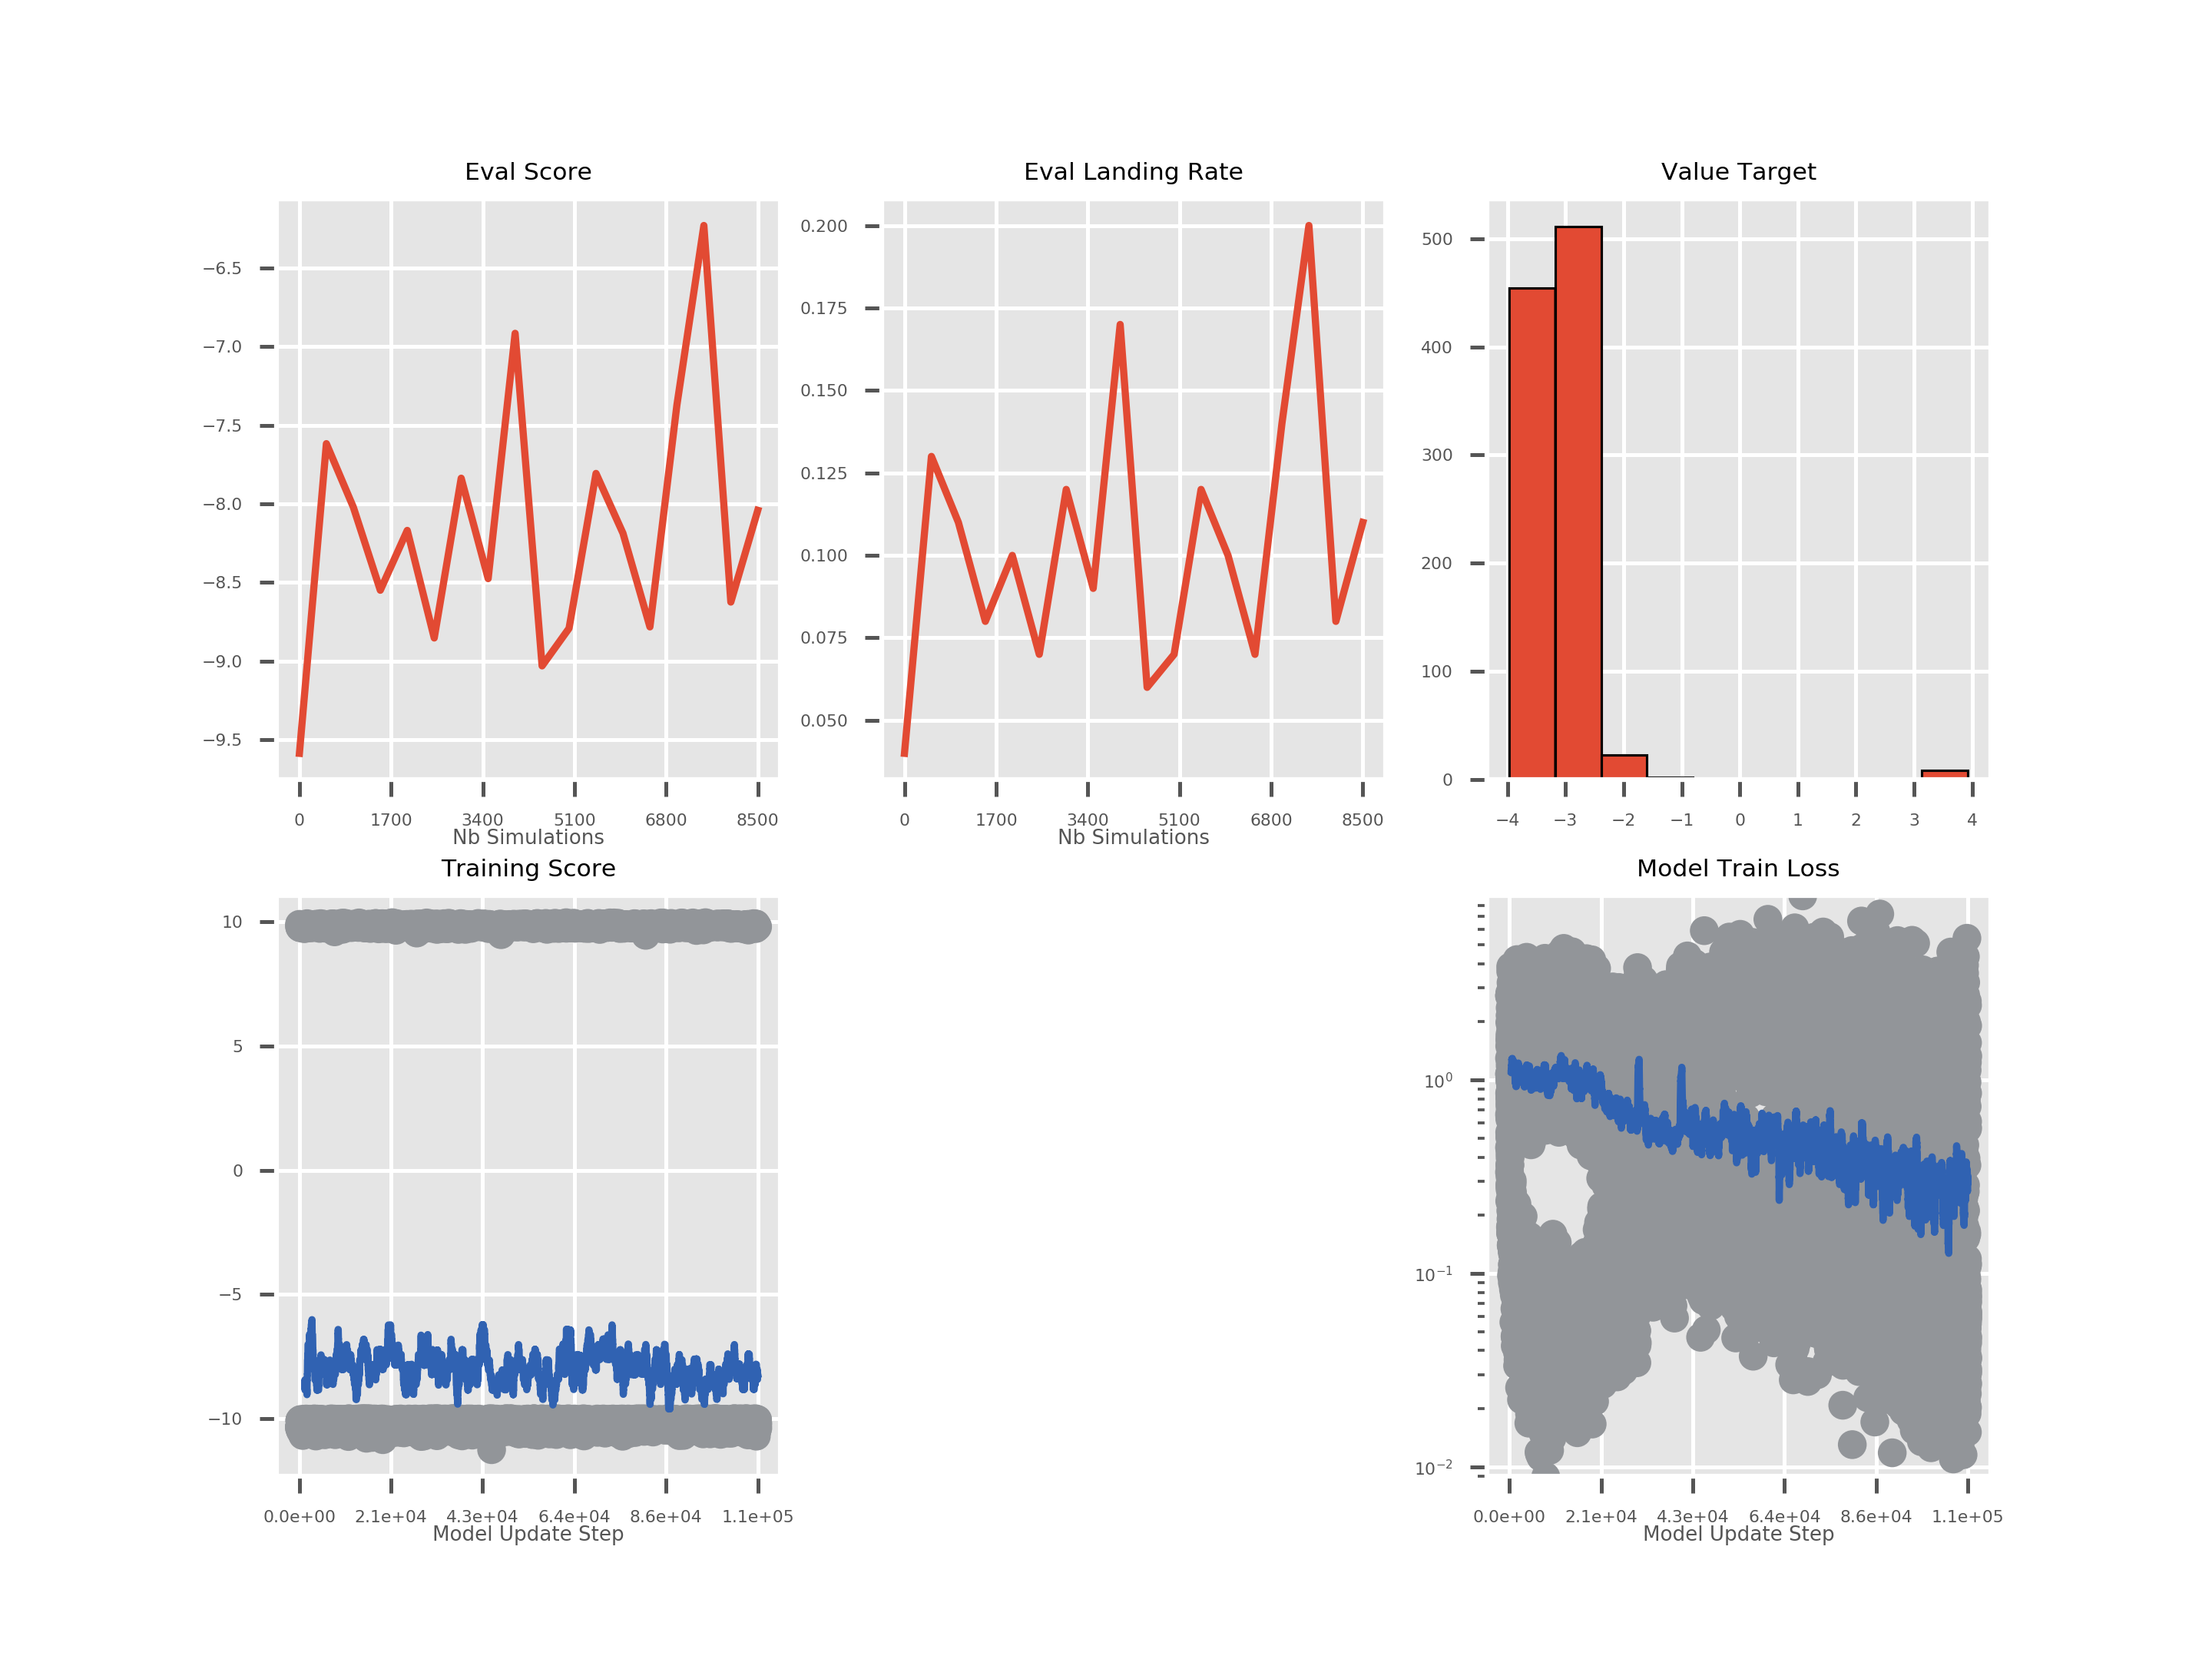 Eval Score
−6.5
−7.0
−7.5
−8.0
−8.5
−9.0
−9.5
0 1700 3400 5100 6800 8500
Nb Simulations
Eval Landing Rate
0.200
0.175
0.150
0.125
0.100
0.075
0.050
0 1700 3400 5100 6800 8500
Nb Simulations
Value Target
500
400
300
200
100
0
−4 −3 −2 −1 0 1 2 3 4
Training Score
10
5
0
−5
−10
0.0e+00 2.1e+04 4.3e+04 6.4e+04 8.6e+04 1.1e+05
Model Update Step
Model Train Loss
10⁰
10⁻¹
10⁻²
0.0e+00 2.1e+04 4.3e+04 6.4e+04 8.6e+04 1.1e+05
Model Update Step